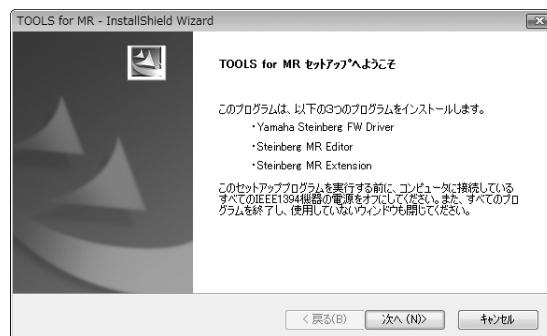 TOOLS for MR - InstallShield Wizard
TOOLS for MR セットアップへようこそ
このプログラムは、以下の3つのプログラムをインストールします。
・Yamaha Steinberg FW Driver
・Steinberg MR Editor
・Steinberg MR Extension
このセットアッププログラムを実行する前に、コンピュータに接続している
すべてのIEEE1394機器の電源をオフにしてください。また、すべてのプロ
グラムを終了し、使用していないウィンドウも閉じてください。
< 戻る(B)
次へ (N)>
キャンセル